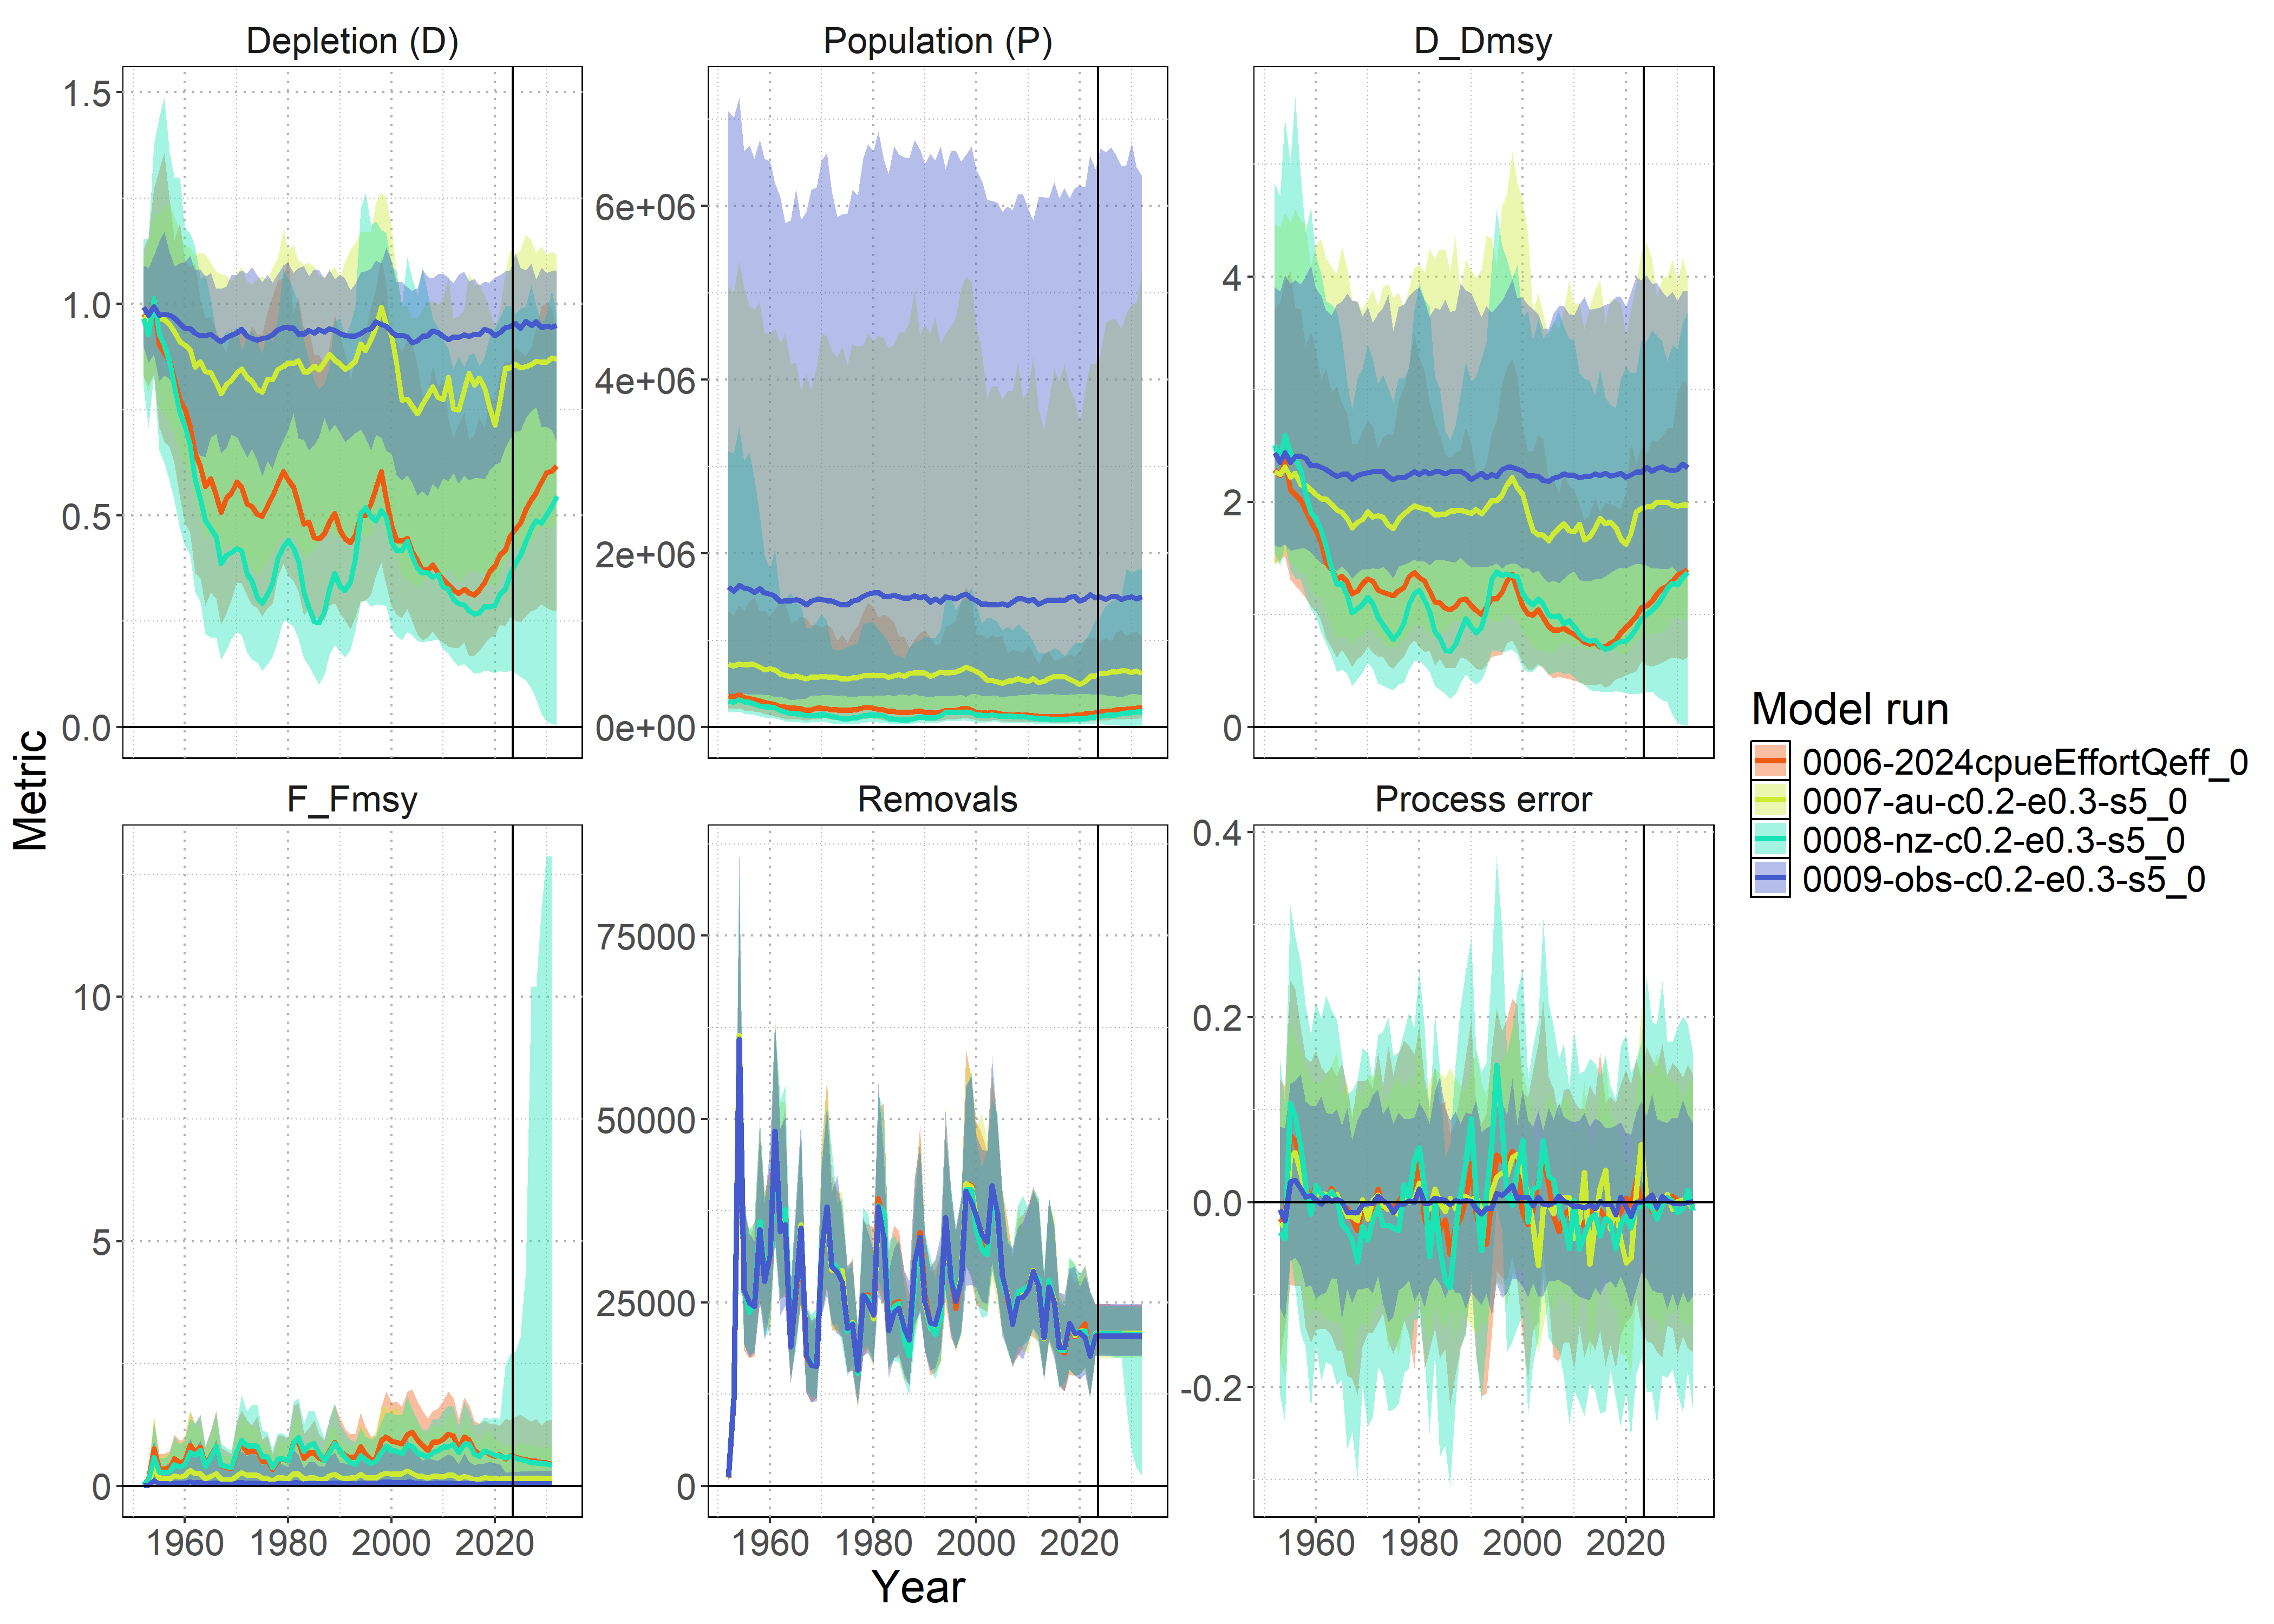 Depletion (D)
Population (P)
D_Dmsy
1.5
1.0
0.5
0.0
6e+06
4e+06
2e+06
0e+00
4
2
0
Metric
F_Fmsy
Removals
Process error
10
5
0
75000
50000
25000
0
0.4
0.2
0.0
-0.2
1960 1980 2000 2020
1960 1980 2000 2020
1960 1980 2000 2020
Year
Model run
0006-2024cpueEffortQeff_0
0007-au-c0.2-e0.3-s5_0
0008-nz-c0.2-e0.3-s5_0
0009-obs-c0.2-e0.3-s5_0